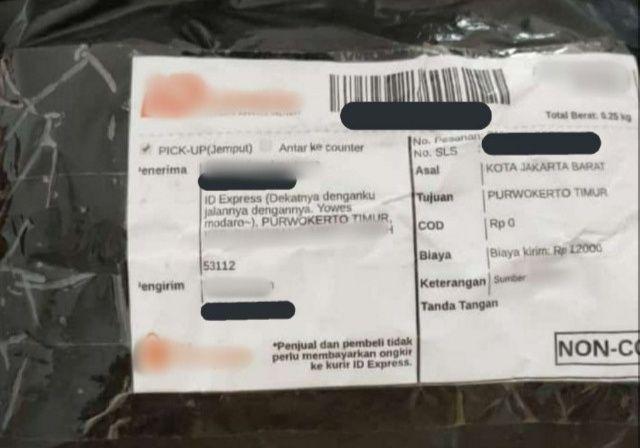 Total Berat: 0.25 kg
PICK-UP(Jemput) Antar ke counter
No. Pesanan
No. SLS
Penerima
ID Express (Dekatnya denganku
jalannya dengannya. Yowes
modaro~), PURWOKERTO TIMUR,
53112
Pengirim
*Penjual dan pembeli tidak
perlu membayarkan ongkir
ke kurir ID Express.
Asal KOTA JAKARTA BARAT
Tujuan PURWOKERTO TIMUR
COD Rp 0
Biaya Biaya kirim: Rp 12000
Keterangan Sumber
Tanda Tangan
NON-CO